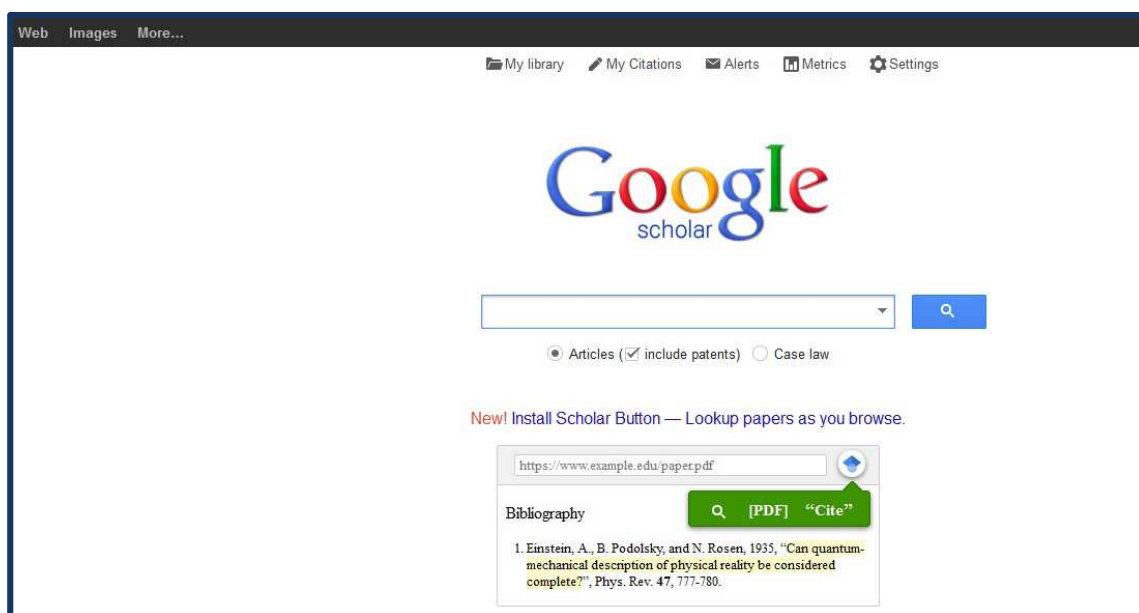 Web Images More...
My library My Citations Alerts Metrics Settings
Google
scholar
Articles ( include patents) Case law
New! Install Scholar Button — Lookup papers as you browse.
https://www.example.edu/paper.pdf
Bibliography
[PDF] “Cite”
1. Einstein, A., B. Podolsky, and N. Rosen, 1935, “Can quantum-
mechanical description of physical reality be considered
complete?”, Phys. Rev. 47, 777-780.